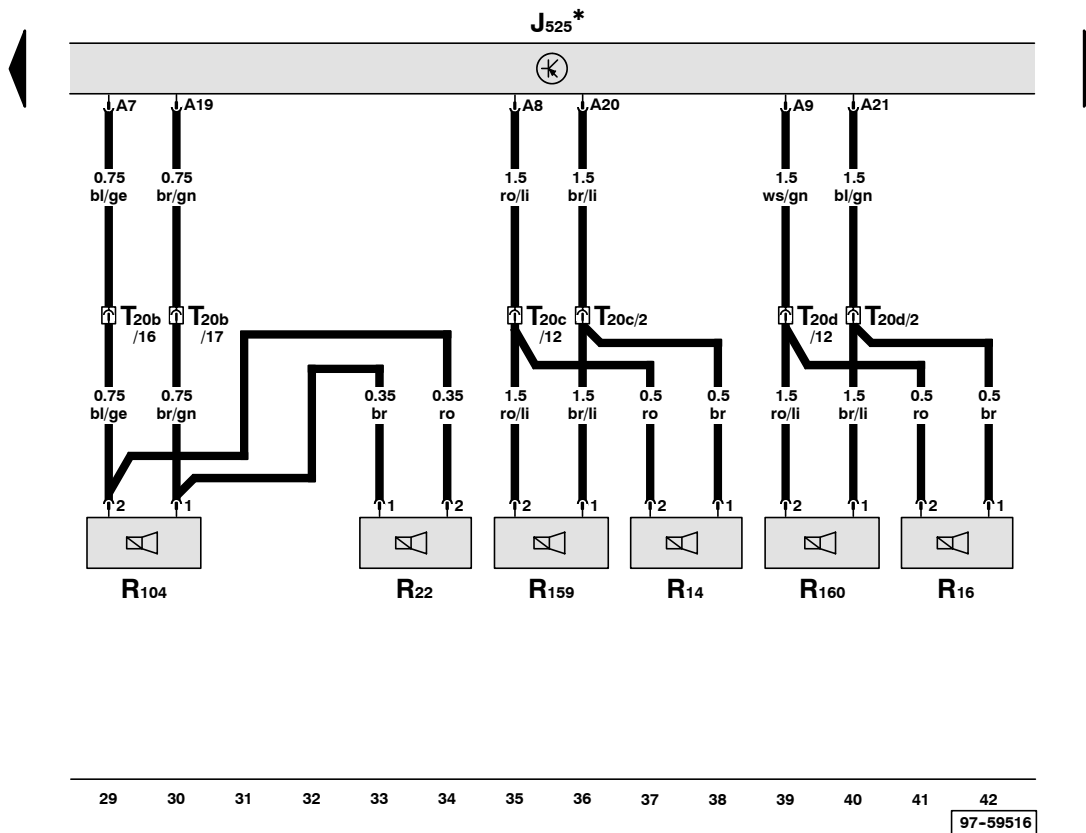 J525*
A7 A19 A8 A20 A9 A21
0.75 0.75 1.5 1.5 1.5 1.5
bl/ge br/gn ro/li br/li ws/gn bl/gn
T20b T20b T20c T20c/2 T20d T20d/2
/16 /17 /12 /12
0.75 0.75 0.35 0.35 1.5 1.5 0.5 0.5 1.5 1.5 0.5 0.5
bl/ge br/gn br ro ro/li br/li ro br ro/li br/li ro br
2 1 1 2 2 1 2 1 2 1 2 1
R104 R22 R159 R14 R160 R16
29 30 31 32 33 34 35 36 37 38 39 40 41 42
97-59516